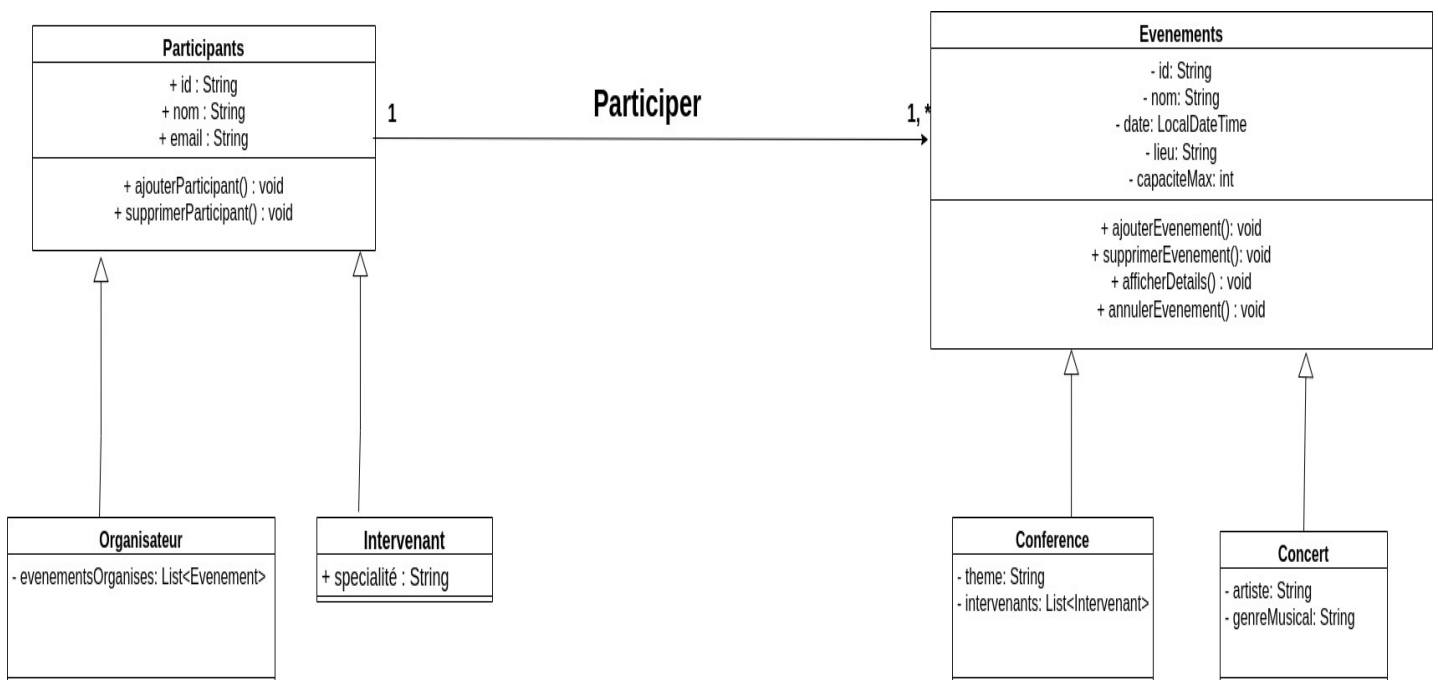 Participants
+ id : String
+ nom : String
+ email : String
+ ajouterParticipant() : void
+ supprimerParticipant() : void
1
Participer
1, *
Evenements
- id: String
- nom: String
- date: LocalDateTime
- lieu: String
- capaciteMax: int
+ ajouterEvenement(): void
+ supprimerEvenement(): void
+ afficherDetails() : void
+ annulerEvenement() : void
Organisateur
- evenementsOrganises: List<Evenement>
Intervenant
+ specialité : String
Conference
- theme: String
- intervenants: List<Intervenant>
Concert
- artiste: String
- genreMusical: String